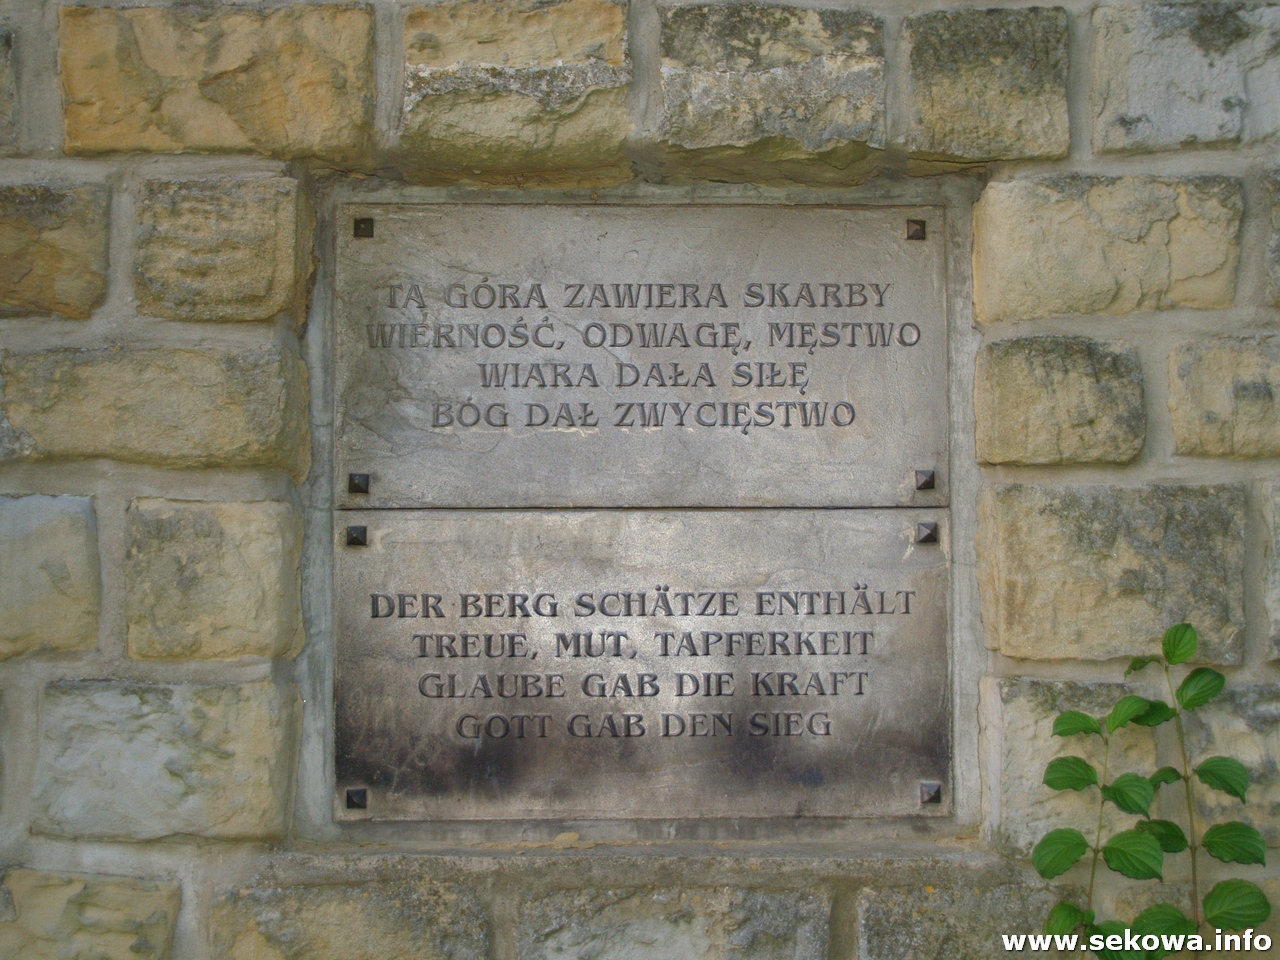 TĄ GÓRA ZAWIERA SKARBY
WIERNOŚĆ, ODWAGĘ, MĘSTWO
WIARA DAŁA SIŁĘ
BÓG DAŁ ZWYCIĘSTWO
DER BERG SCHÄTZE ENTHÄLT
TREUE, MUT, TAPFERKEIT
GLAUBE GAB DIE KRAFT
GOTT GAB DEN SIEG
www.sekowa.info